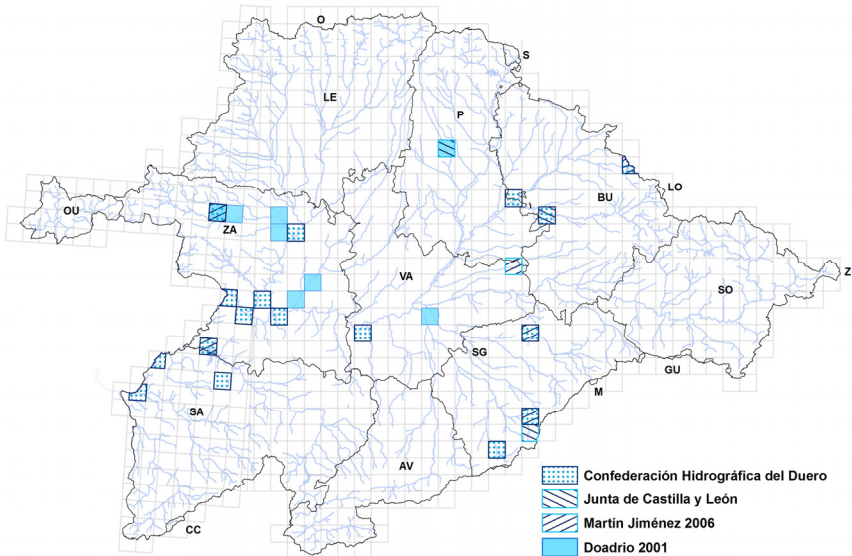 O
S
LE
P
LO
BU
OU
ZA
Z
VA
SO
SG
GU
M
SA
AV
CC
Confederación Hidrográfica del Duero
Junta de Castilla y León
Martín Jiménez 2006
Doadrio 2001